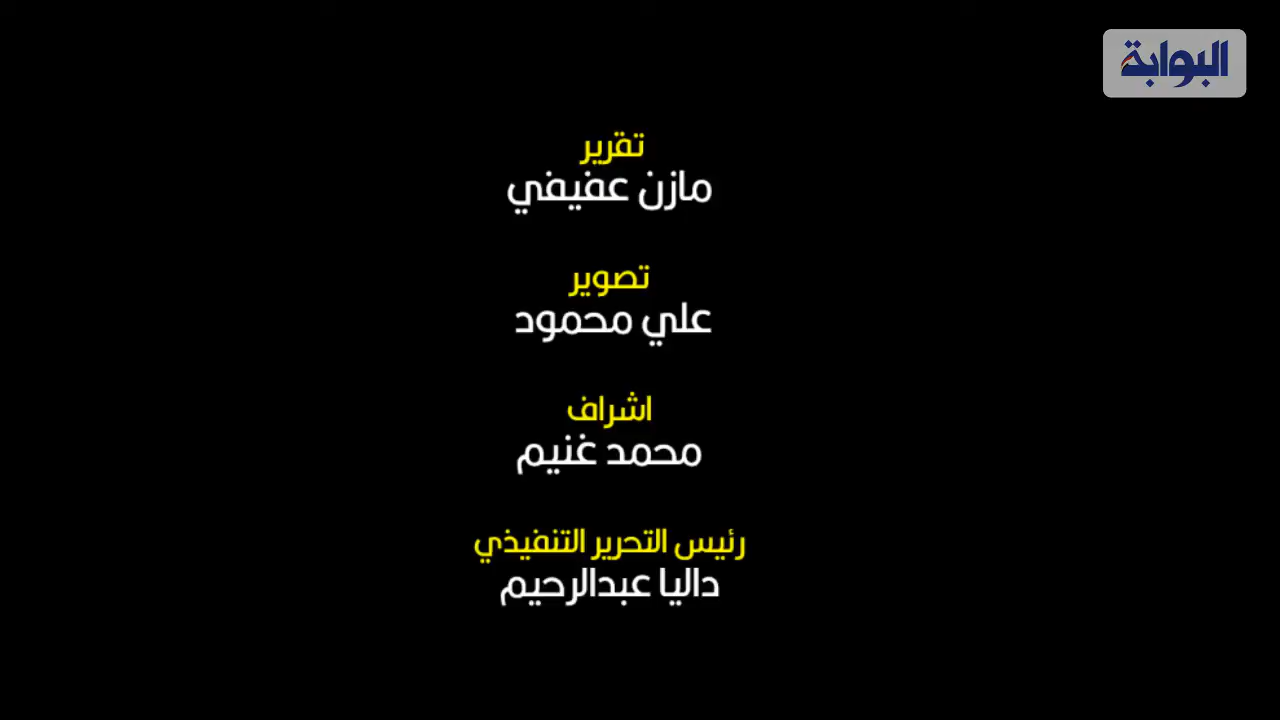 البوابة
تقرير
مازن عفيفي
تصوير
علي محمود
اشراف
محمد غنيم
رئيس التحرير التنفيذي
داليا عبدالرحيم